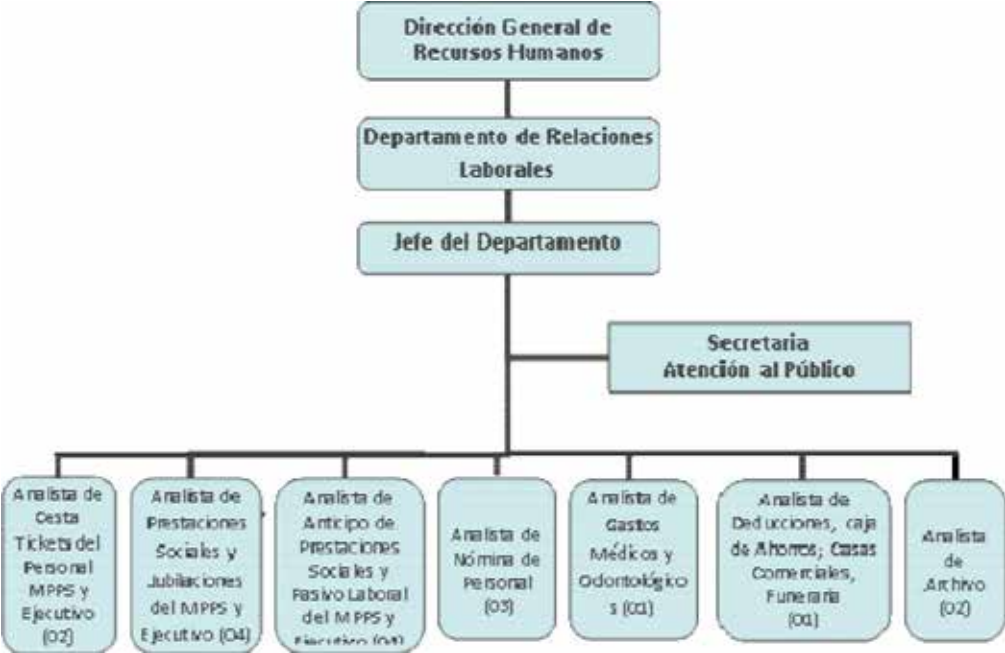 Dirección General de
Recursos Humanos
Departamento de Relaciones
Laborales
Jefe del Departamento
Secretaria
Atención al Público
Analista de
Cesta
Tickets del
Personal
MPPS y
Ejecutivo
(02)
Analista de
Prestaciones
Sociales y
Jubilaciones
del MPPS y
Ejecutivo (04)
Analista de
Anticipo de
Prestaciones
Sociales y
Pasivo Laboral
del MPPS y
Ejecutivo (04)
Analista de
Nómina de
Personal
(03)
Analista de
Gastos
Médicos y
Odontológico
s (01)
Analista de
Deducciones, caja
de Ahorros; Casas
Comerciales,
Funeraria
(01)
Analista
de
Archivo
(02)